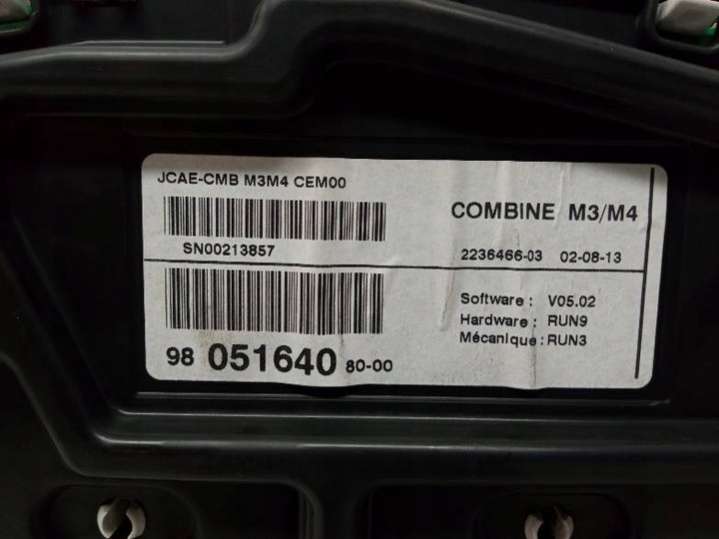 JCAE-CMB M3M4 CEM00
SN00213857
COMBINE M3/M4
2236466-03 02-08-13
Software : V05.02
Hardware : RUN9
Mécanique : RUN3
98 051640 80-00